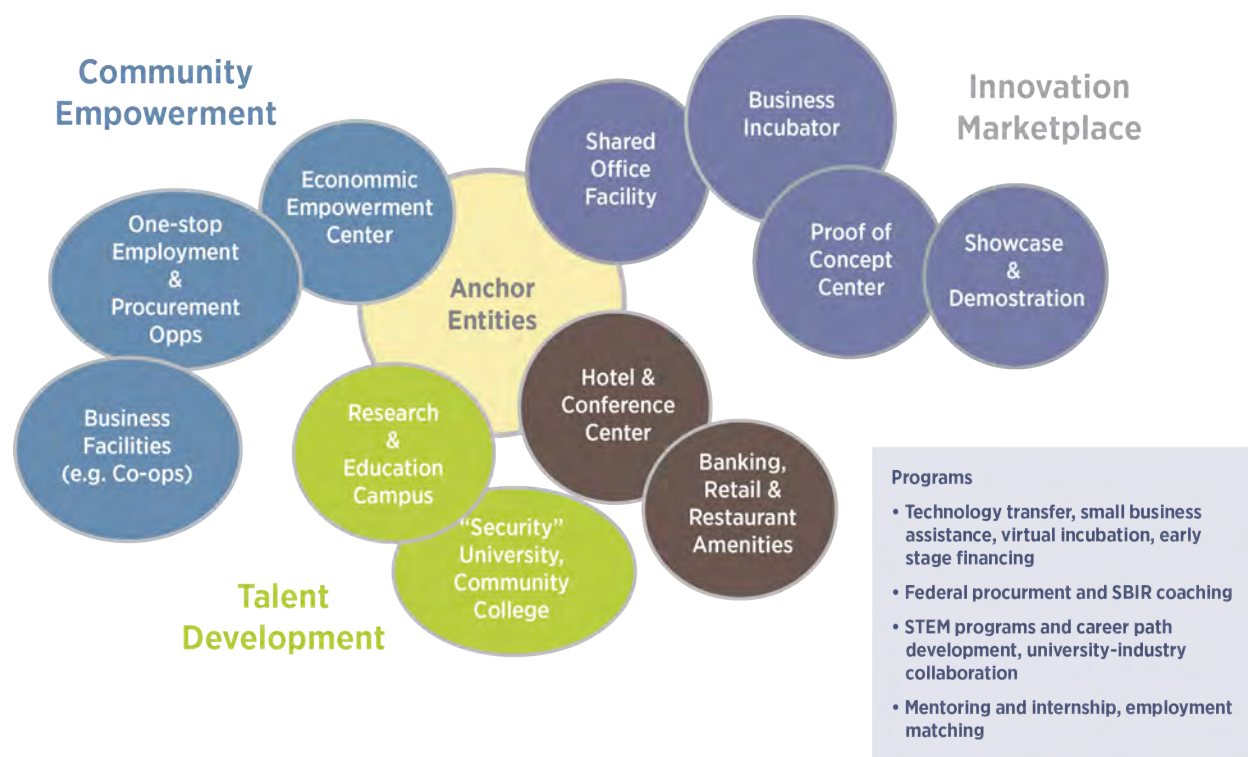 Community
Empowerment
Econommic
Empowerment
Center
One-stop
Employment
&
Procurement
Opps
Business
Facilities
(e.g. Co-ops)
Anchor
Entities
Shared
Office
Facility
Business
Incubator
Innovation
Marketplace
Proof of
Concept
Center
Showcase
&
Demostration
Hotel &
Conference
Center
Banking,
Retail &
Restaurant
Amenities
Research
&
Education
Campus
“Security”
University,
Community
College
Talent
Development
Programs
• Technology transfer, small business
assistance, virtual incubation, early
stage financing
• Federal procurment and SBIR coaching
• STEM programs and career path
development, university-industry
collaboration
• Mentoring and internship, employment
matching